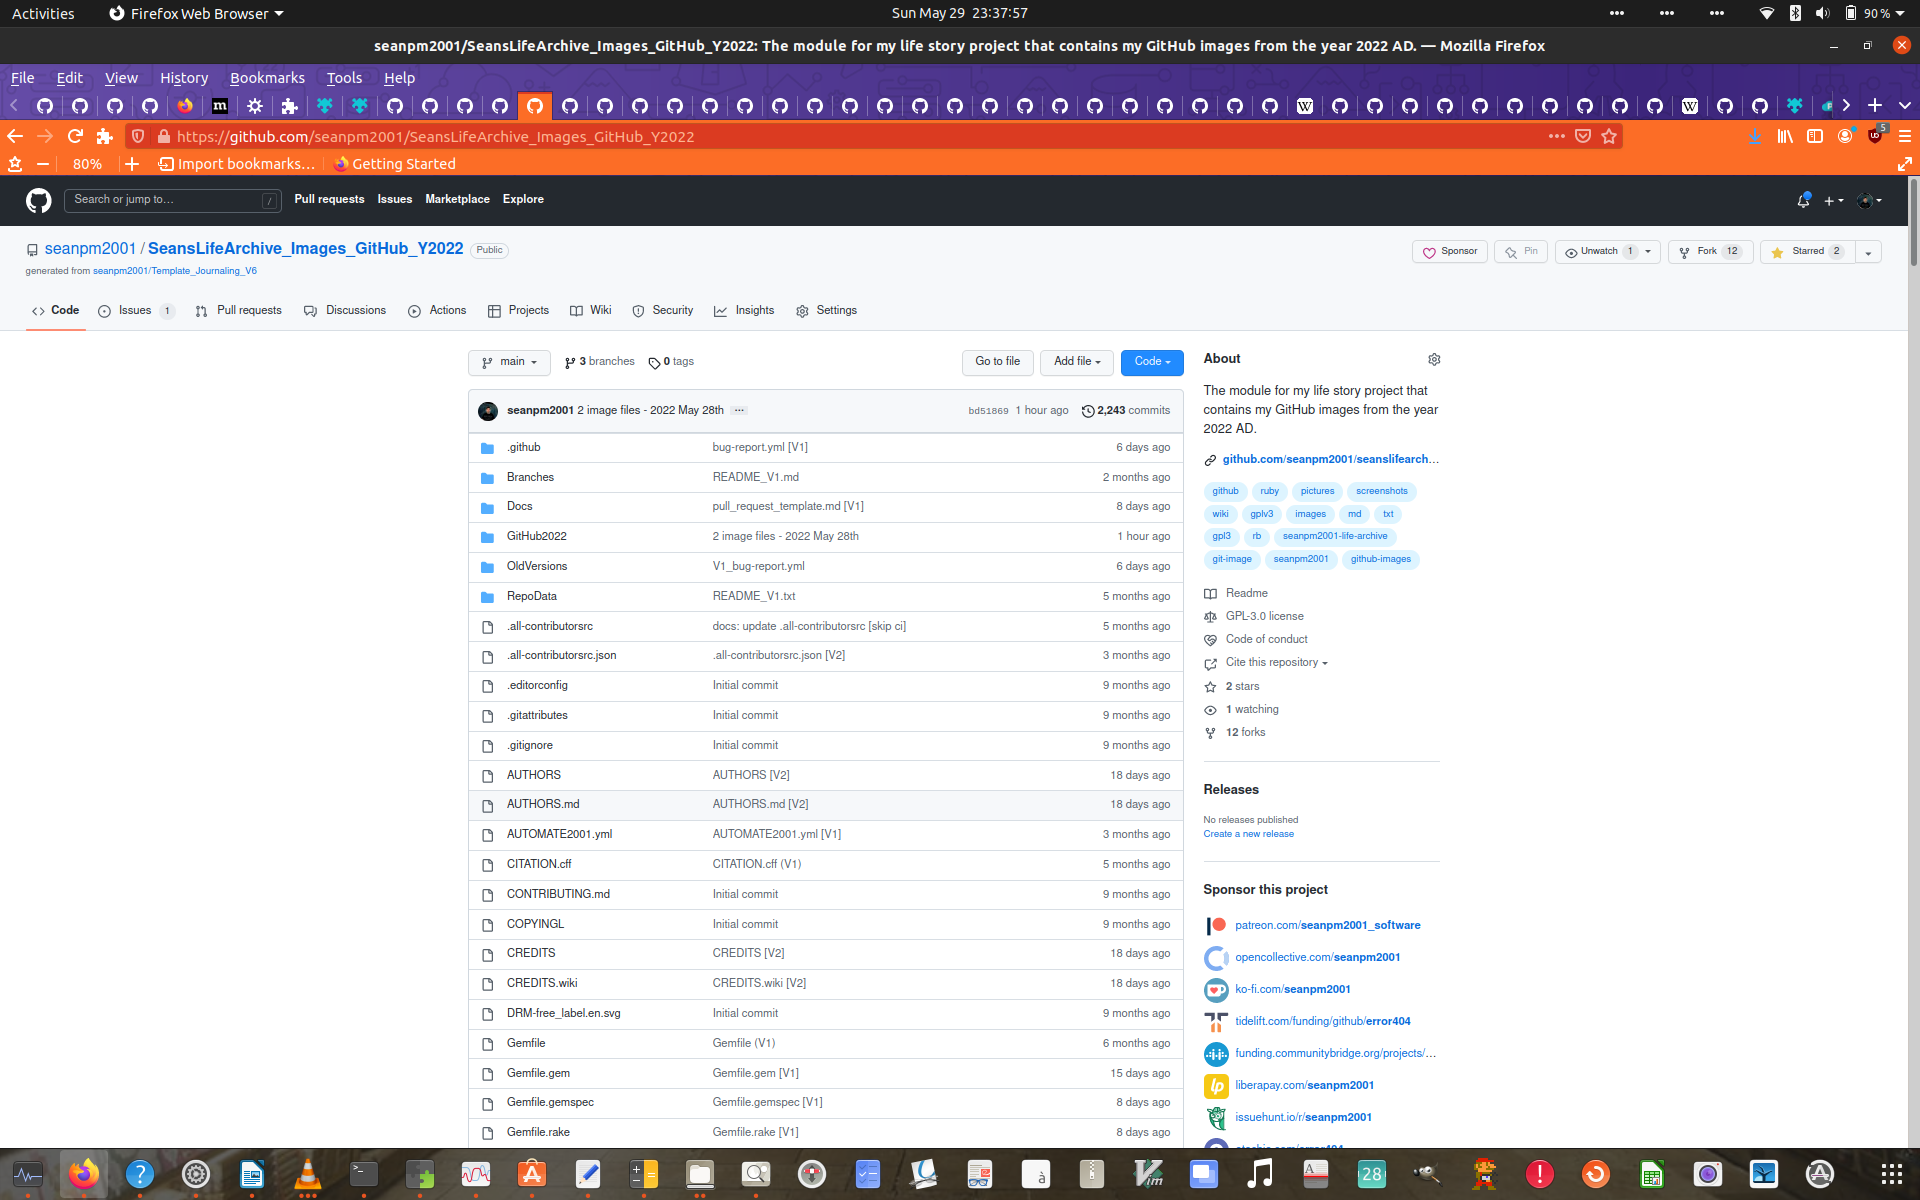 Activities Firefox Web Browser Sun May 29 23:37:57 90 %
seanpm2001/SeansLifeArchive_Images_GitHub_Y2022: The module for my life story project that contains my GitHub images from the year 2022 AD. — Mozilla Firefox
File Edit View History Bookmarks Tools Help
https://github.com/seanpm2001/SeansLifeArchive_Images_GitHub_Y2022 5
80% Import bookmarks... Getting Started
Search or jump to... / Pull requests Issues Marketplace Explore
seanpm2001 / SeansLifeArchive_Images_GitHub_Y2022 Public Sponsor Pin Unwatch 1 Fork 12 Starred 2
generated from seanpm2001/Template_Journaling_V6
Code Issues 1 Pull requests Discussions Actions Projects Wiki Security Insights Settings
main 3 branches 0 tags Go to file Add file Code
seanpm2001 2 image files - 2022 May 28th ... bd51869 1 hour ago 2,243 commits
.github bug-report.yml [V1] 6 days ago
Branches README_V1.md 2 months ago
Docs pull_request_template.md [V1] 8 days ago
GitHub2022 2 image files - 2022 May 28th 1 hour ago
OldVersions V1_bug-report.yml 6 days ago
RepoData README_V1.txt 5 months ago
.all-contributorsrc docs: update .all-contributorsrc [skip ci] 5 months ago
.all-contributorsrc.json .all-contributorsrc.json [V2] 3 months ago
.editorconfig Initial commit 9 months ago
.gitattributes Initial commit 9 months ago
.gitignore Initial commit 9 months ago
AUTHORS AUTHORS [V2] 18 days ago
AUTHORS.md AUTHORS.md [V2] 18 days ago
AUTOMATE2001.yml AUTOMATE2001.yml [V1] 3 months ago
CITATION.cff CITATION.cff (V1) 5 months ago
CONTRIBUTING.md Initial commit 9 months ago
COPYINGL Initial commit 9 months ago
CREDITS CREDITS [V2] 18 days ago
CREDITS.wiki CREDITS.wiki [V2] 18 days ago
DRM-free_label.en.svg Initial commit 9 months ago
Gemfile Gemfile (V1) 6 months ago
Gemfile.gem Gemfile.gem [V1] 15 days ago
Gemfile.gemspec Gemfile.gemspec [V1] 8 days ago
Gemfile.rake Gemfile.rake [V1] 8 days ago
About
The module for my life story project that
contains my GitHub images from the year
2022 AD.
github.com/seanpm2001/seanslifearch...
github ruby pictures screenshots
wiki gplv3 images md txt
gpl3 rb seanpm2001-life-archive
git-image seanpm2001 github-images
Readme
GPL-3.0 license
Code of conduct
Cite this repository
2 stars
1 watching
12 forks
Releases
No releases published
Create a new release
Sponsor this project
patreon.com/seanpm2001_software
opencollective.com/seanpm2001
ko-fi.com/seanpm2001
tidelift.com/funding/github/error404
funding.communitybridge.org/projects/...
liberapay.com/seanpm2001
issuehunt.io/r/seanpm2001
28